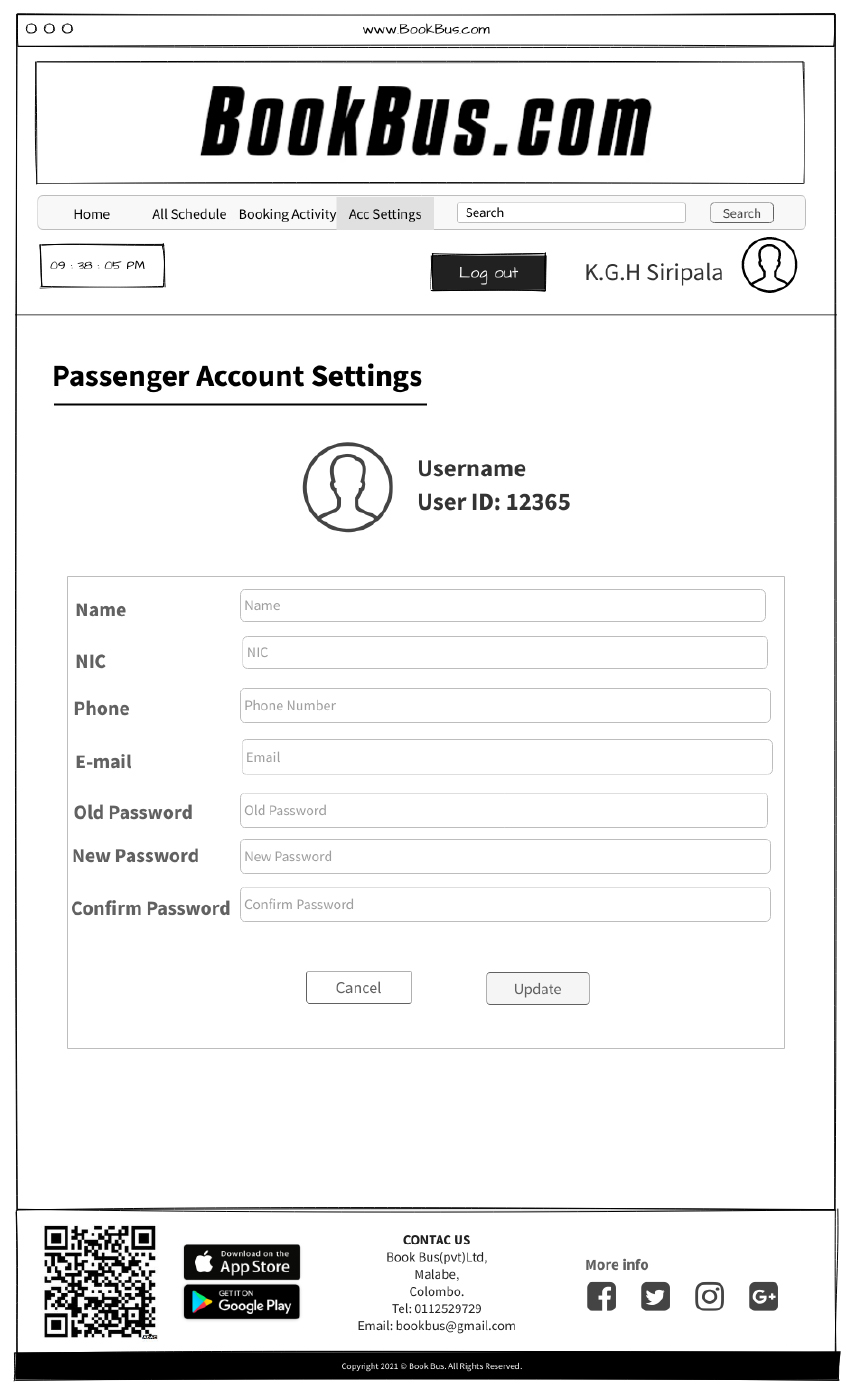 www.BookBus.com
BookBus.com
Home All Schedule Booking Activity Acc Settings Search Search
09 : 38 : 05 PM Log out K.G.H Siripala
Passenger Account Settings
Username
User ID: 12365
Name Name
NIC NIC
Phone Phone Number
E-mail Email
Old Password Old Password
New Password New Password
Confirm Password Confirm Password
Cancel Update
CONTAC US
Book Bus(pvt)Ltd,
Malabe,
Colombo.
Tel: 0112529729
Email: bookbus@gmail.com
Download on the
App Store
GET IT ON
Google Play
More info
G+
Copyright 2021 © Book Bus. All Rights Reserved.